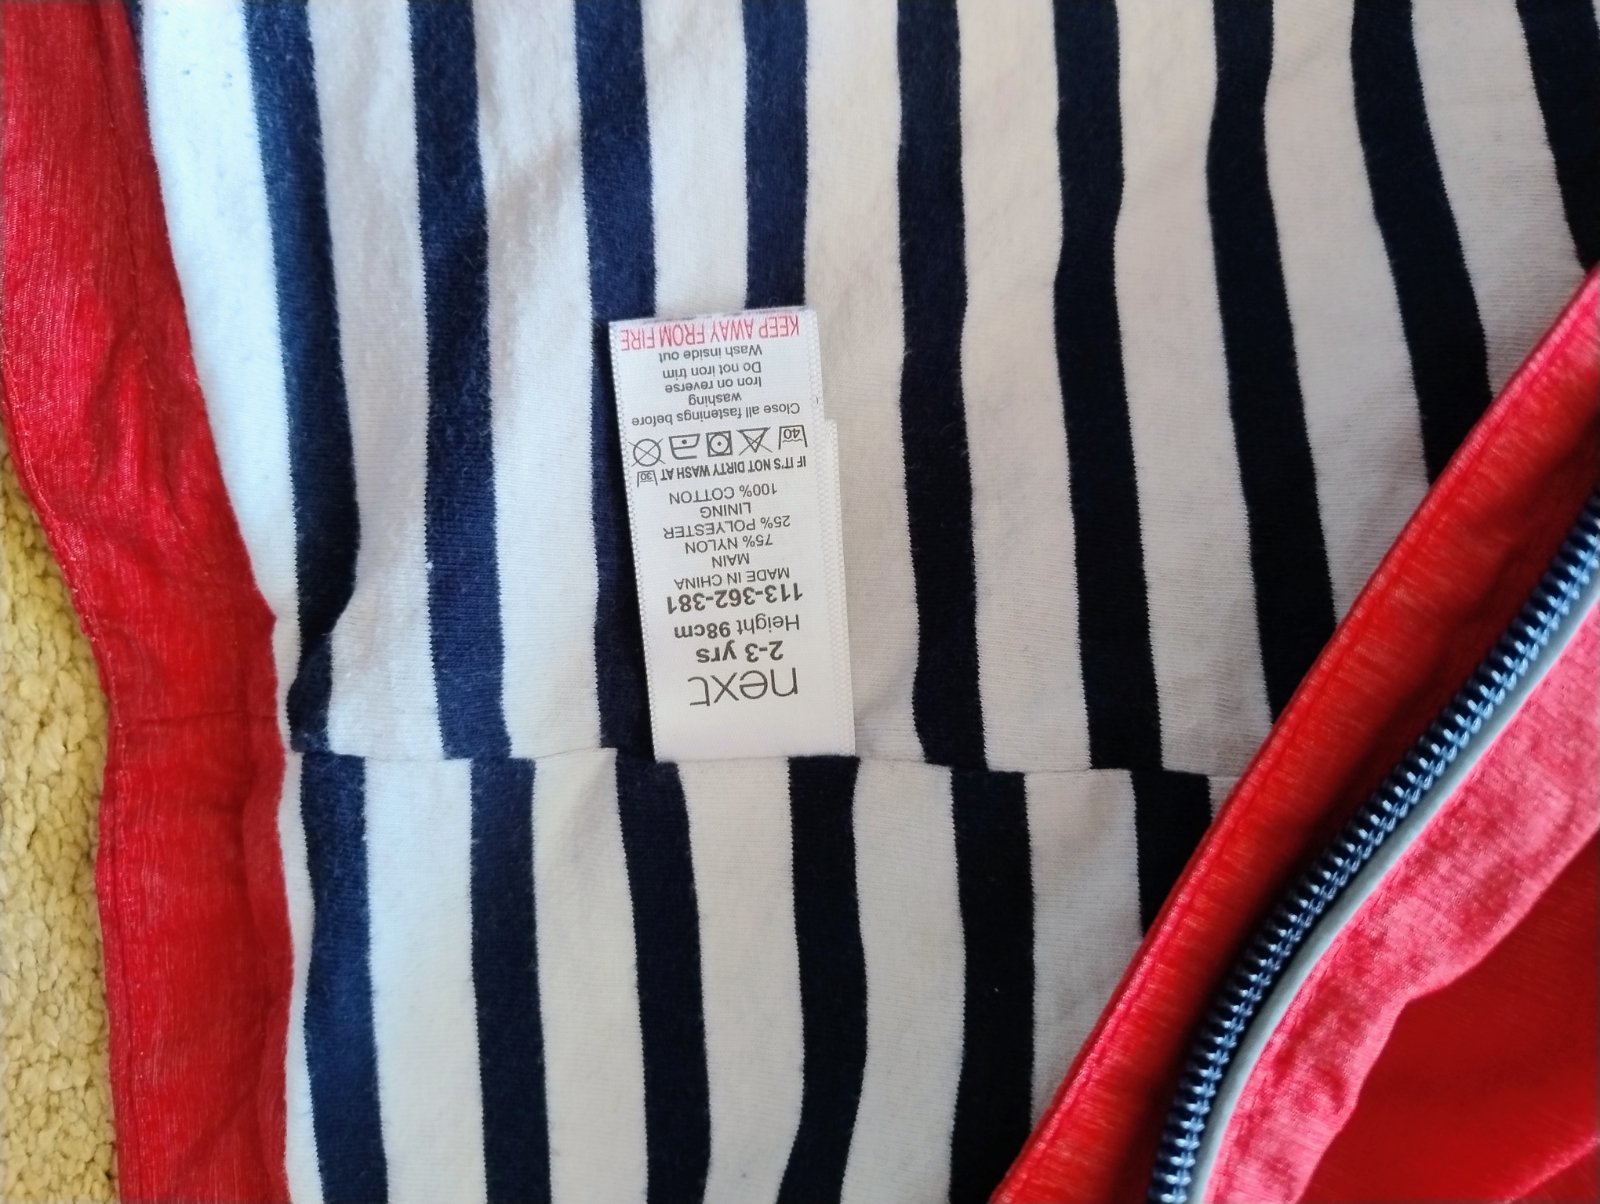 next
2-3 yrs
Height 98cm
113-362-381
MADE IN CHINA
MAIN
75% NYLON
25% POLYESTER
LINING
100% COTTON
IF IT'S NOT DIRTY WASH AT 30
40
Close all fastenings before
washing
Iron on reverse
Do not iron trim
Wash inside out
KEEP AWAY FROM FIRE